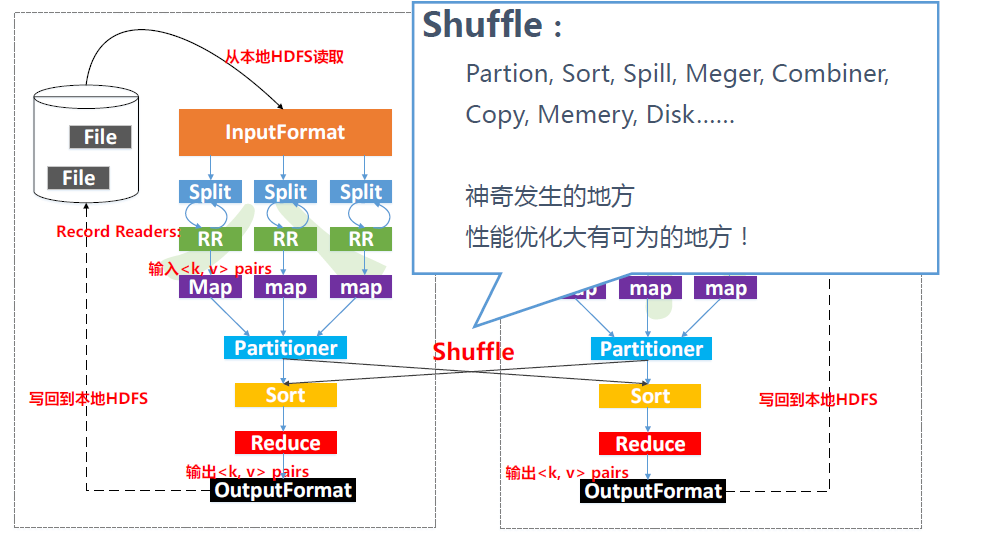 Shuffle :
Partion, Sort, Spill, Meger, Combiner,
Copy, Memery, Disk……
神奇发生的地方
性能优化大有可为的地方！
从本地HDFS读取
File
File
InputFormat
Split Split Split
Record Readers:
RR RR RR
输入<k, v> pairs
Map map map
Partitioner
Shuffle
Sort
写回到本地HDFS
Reduce
输出<k, v> pairs
OutputFormat
map map
Partitioner
Sort
写回到本地HDFS
Reduce
输出<k, v> pairs
OutputFormat